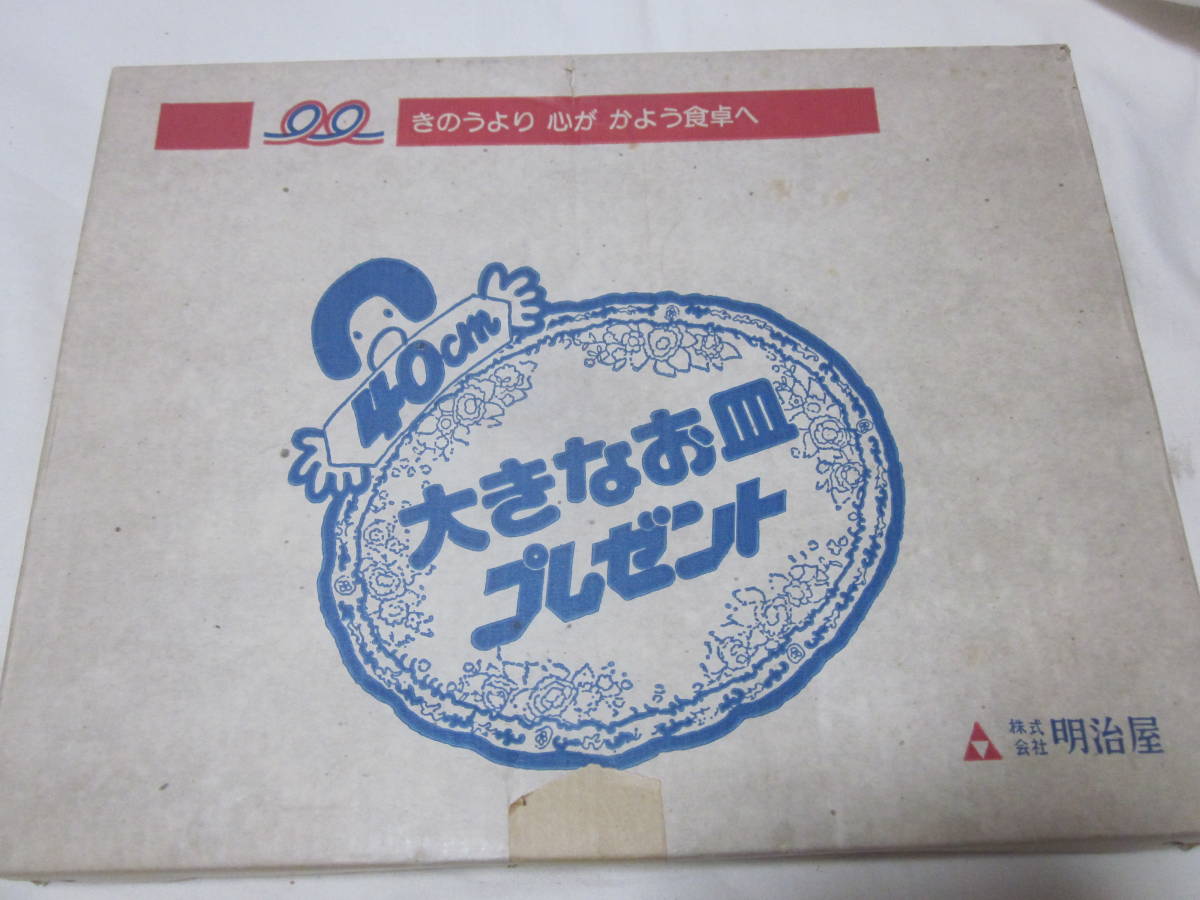 きのうより 心が かよう食卓へ
40cm
大きなお皿
プレゼント
株式
会社 明治屋